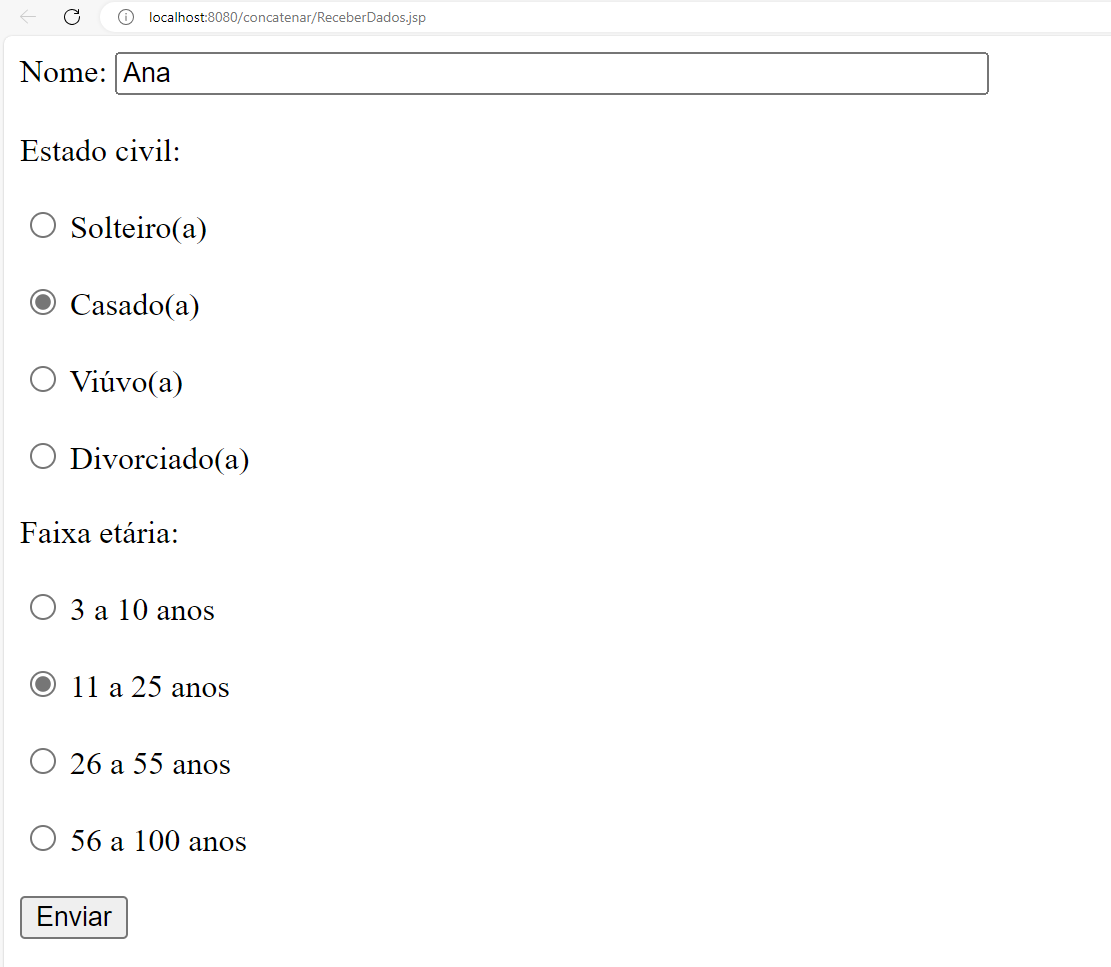 localhost:8080/concatenar/ReceberDados.jsp
Nome: Ana
Estado civil:
Solteiro(a)
Casado(a)
Viúvo(a)
Divorciado(a)
Faixa etária:
3 a 10 anos
11 a 25 anos
26 a 55 anos
56 a 100 anos
Enviar